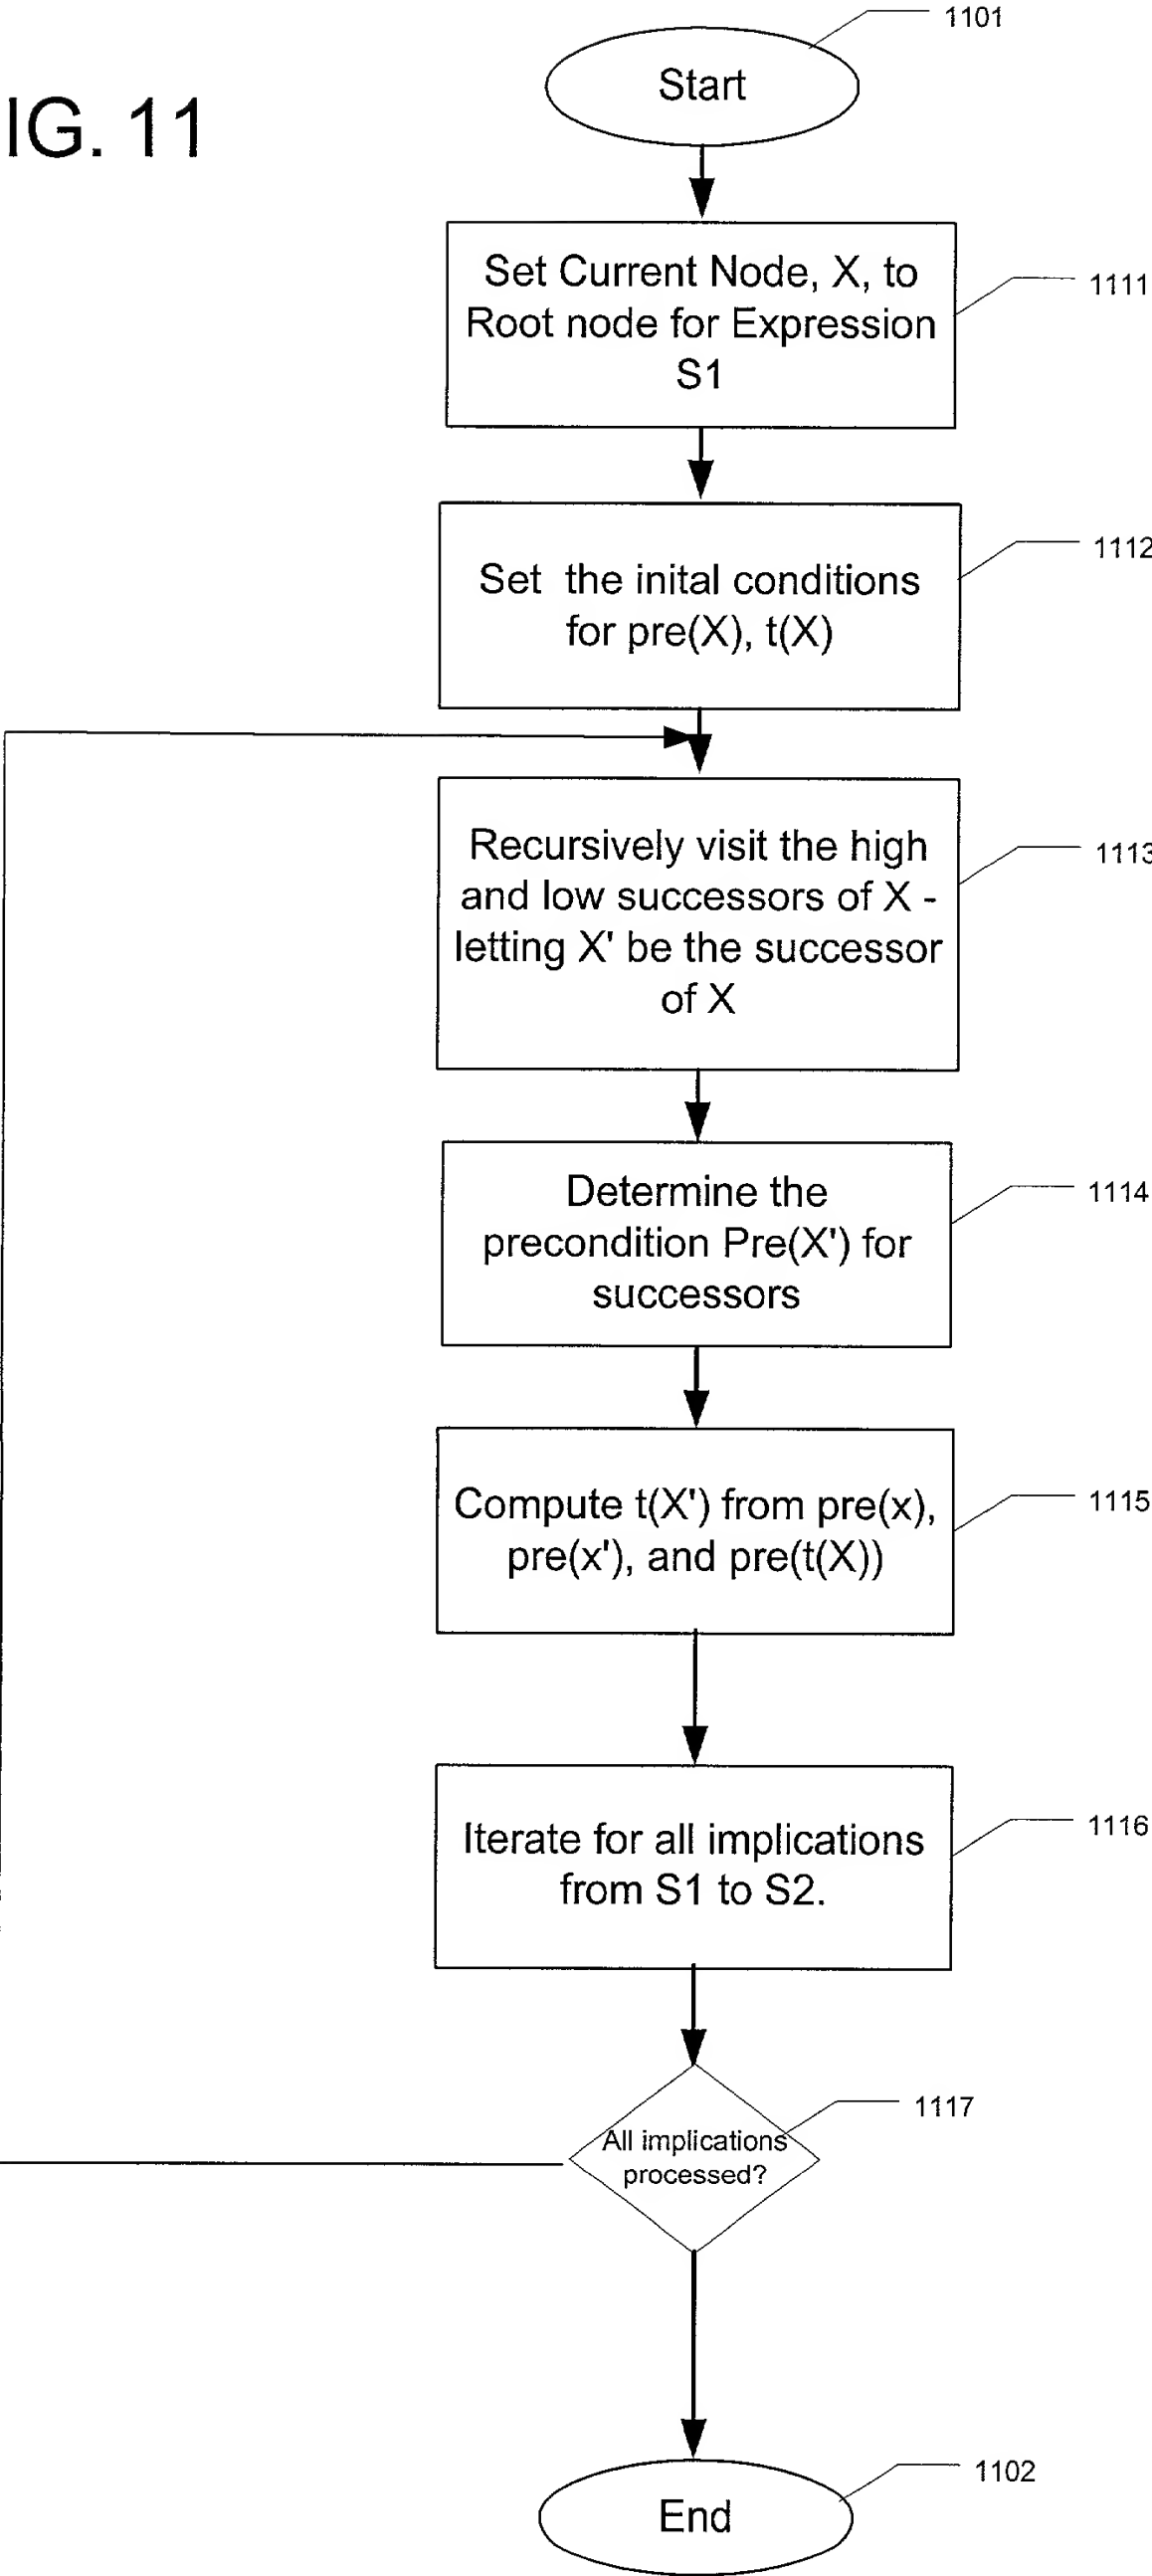 1101
Start
IG. 11
Set Current Node, X, to
Root node for Expression
S1
1111
Set the inital conditions
for pre(X), t(X)
1112
Recursively visit the high
and low successors of X -
letting X' be the successor
of X
1113
Determine the
precondition Pre(X') for
successors
1114
Compute t(X') from pre(x),
pre(x'), and pre(t(X))
1115
Iterate for all implications
from S1 to S2.
1116
All implications
processed?
1117
End
1102